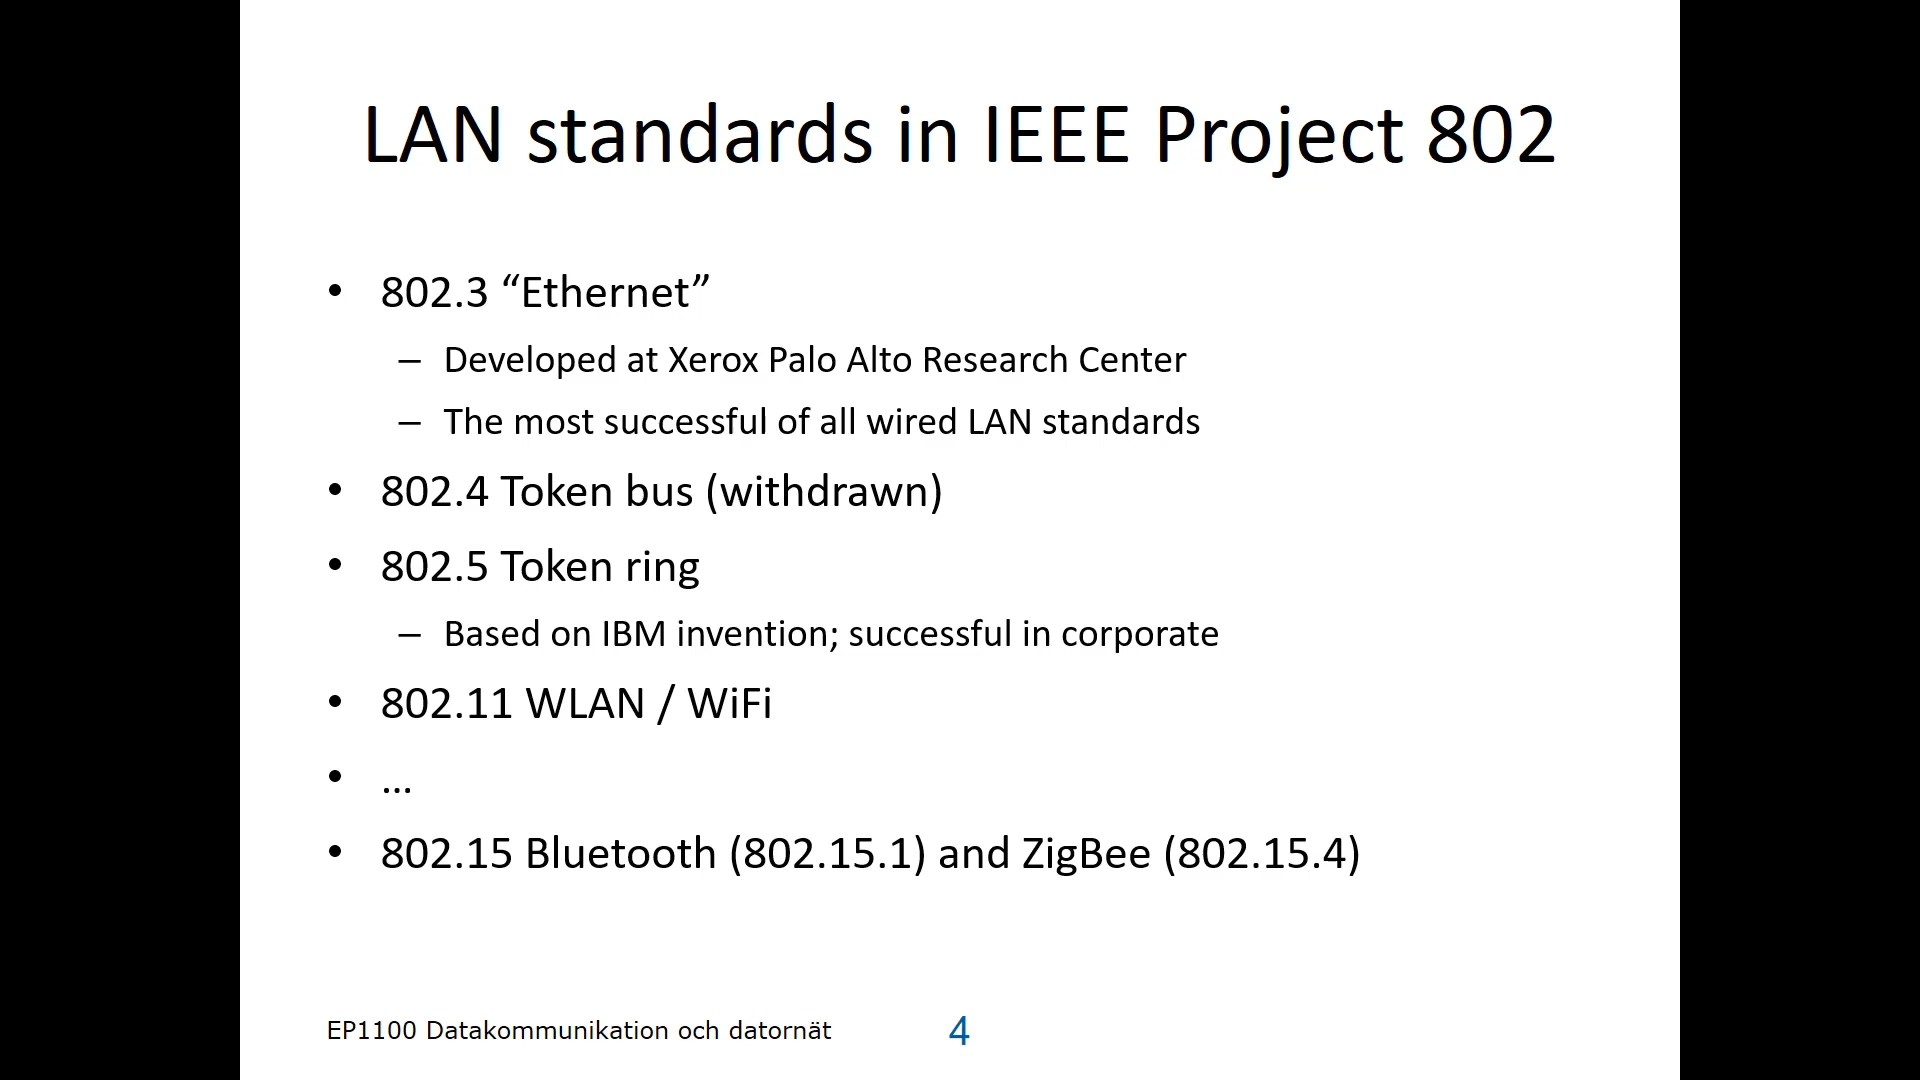 LAN standards in IEEE Project 802
• 802.3 “Ethernet”
– Developed at Xerox Palo Alto Research Center
– The most successful of all wired LAN standards
• 802.4 Token bus (withdrawn)
• 802.5 Token ring
– Based on IBM invention; successful in corporate
• 802.11 WLAN / WiFi
• …
• 802.15 Bluetooth (802.15.1) and ZigBee (802.15.4)
EP1100 Datakommunikation och datornät 4